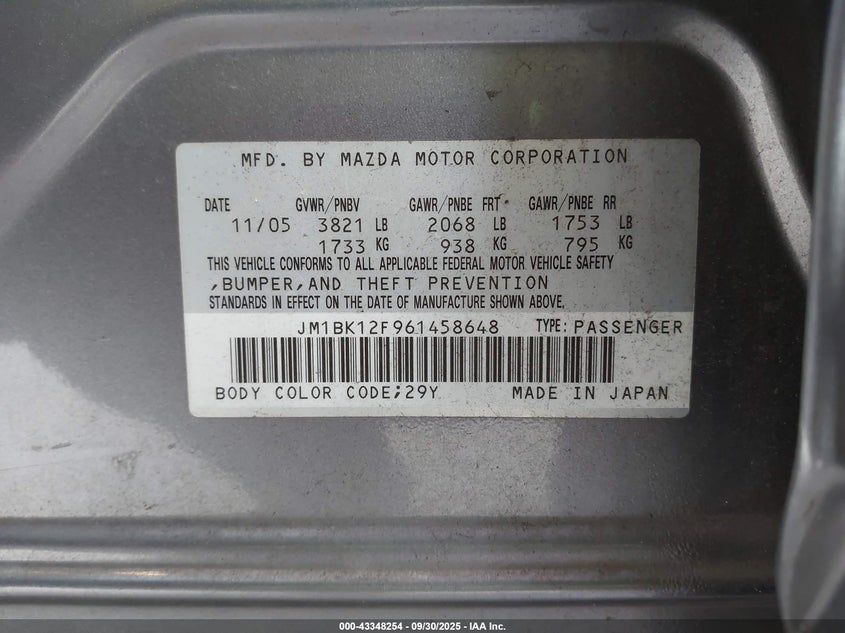 MFD. BY MAZDA MOTOR CORPORATION
DATE GVWR/PNBV GAWR/PNBE FRT GAWR/PNBE RR
11/05 3821 LB 2068 LB 1753 LB
1733 KG 938 KG 795 KG
THIS VEHICLE CONFORMS TO ALL APPLICABLE FEDERAL MOTOR VEHICLE SAFETY
,BUMPER,AND THEFT PREVENTION
STANDARDS IN EFFECT ON THE DATE OF MANUFACTURE SHOWN ABOVE.
JM1BK12F961458648 TYPE: PASSENGER
BODY COLOR CODE;29Y MADE IN JAPAN
000-43348254 - 09/30/2025 - IAA Inc.